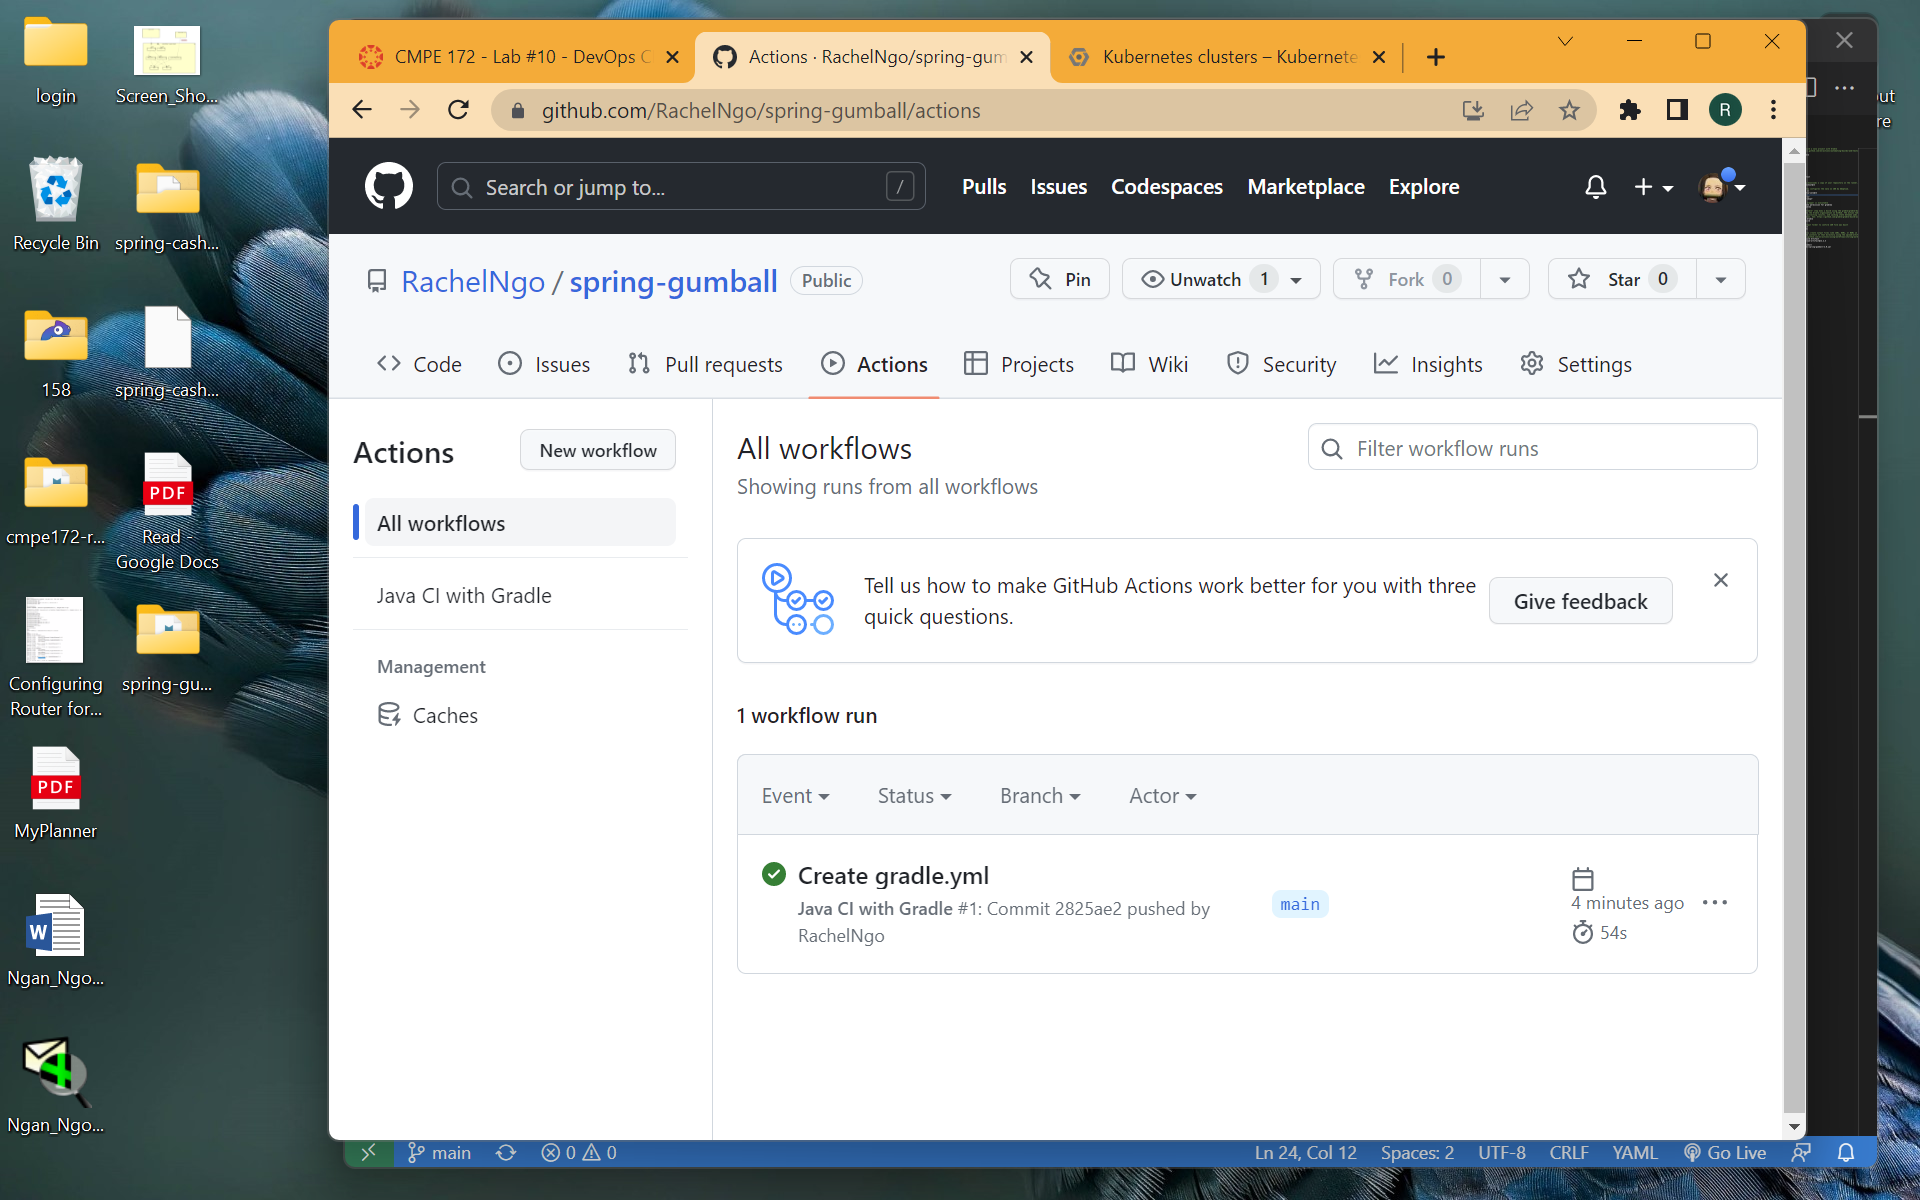 login
Screen_Sho...
Recycle Bin
spring-cash...
158
spring-cash...
cmpe172-r...
PDF
Read -
Google Docs
Configuring
Router for...
spring-gu...
PDF
MyPlanner
W
Ngan_Ngo...
Ngan_Ngo...
CMPE 172 - Lab #10 - DevOps C
Actions · RachelNgo/spring-gum
Kubernetes clusters – Kubernete
github.com/RachelNgo/spring-gumball/actions
R
Search or jump to...
/
Pulls
Issues
Codespaces
Marketplace
Explore
RachelNgo / spring-gumball
Public
Pin
Unwatch 1
Fork 0
Star 0
Code
Issues
Pull requests
Actions
Projects
Wiki
Security
Insights
Settings
Actions
New workflow
All workflows
Java CI with Gradle
Management
Caches
All workflows
Showing runs from all workflows
Filter workflow runs
Tell us how to make GitHub Actions work better for you with three
quick questions.
Give feedback
1 workflow run
Event
Status
Branch
Actor
Create gradle.yml
Java CI with Gradle #1: Commit 2825ae2 pushed by
RachelNgo
main
4 minutes ago
54s
main
0
0
Ln 24, Col 12
Spaces: 2
UTF-8
CRLF
YAML
Go Live
ut
re